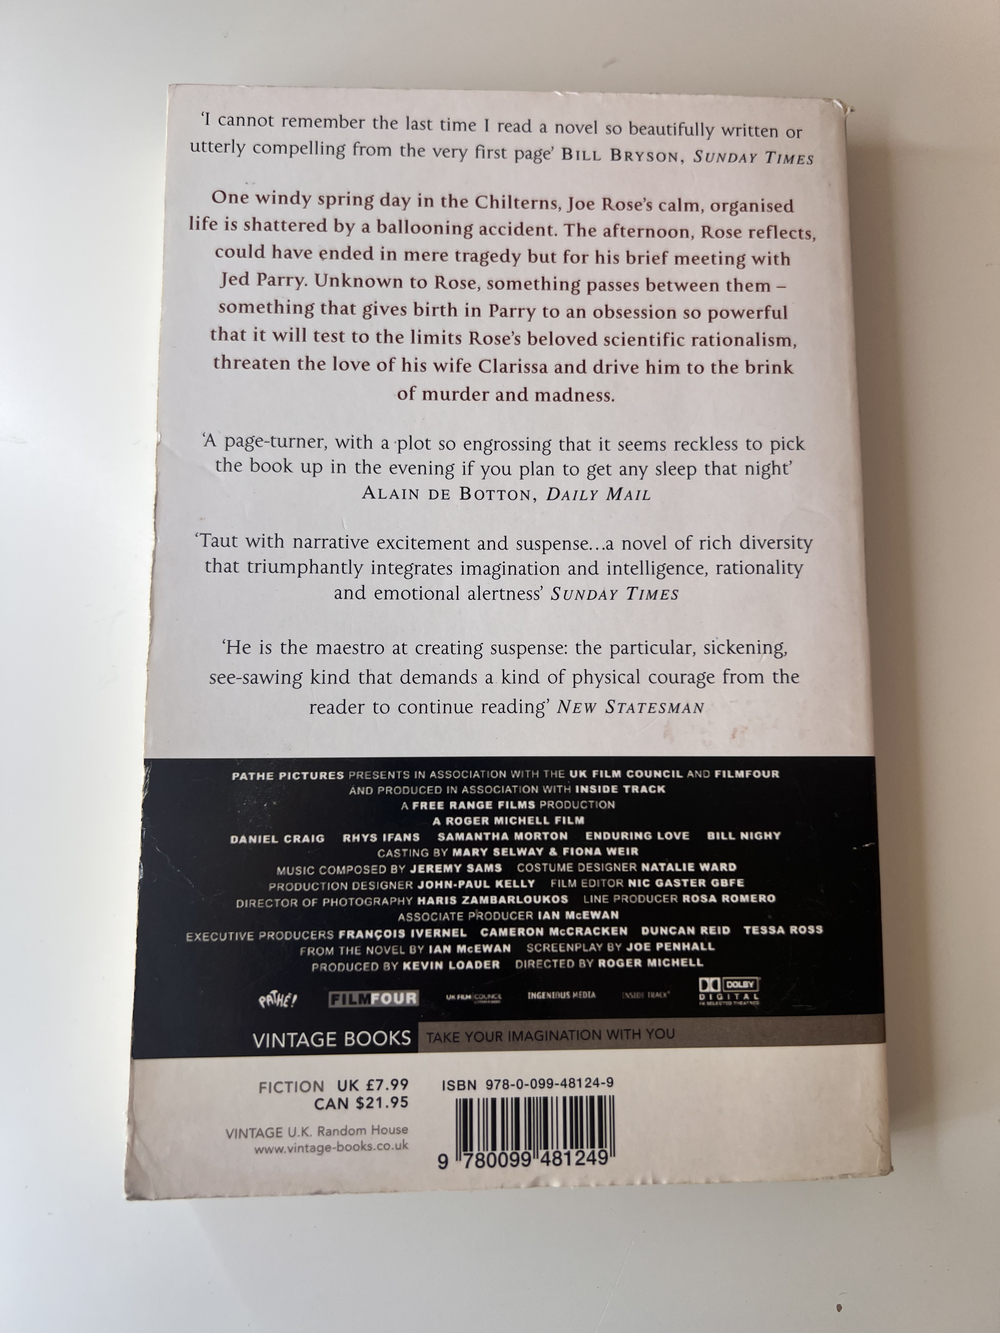 ‘I cannot remember the last time I read a novel so beautifully written or
utterly compelling from the very first page’ BILL BRYSON, SUNDAY TIMES
One windy spring day in the Chilterns, Joe Rose’s calm, organised
life is shattered by a ballooning accident. The afternoon, Rose reflects,
could have ended in mere tragedy but for his brief meeting with
Jed Parry. Unknown to Rose, something passes between them –
something that gives birth in Parry to an obsession so powerful
that it will test to the limits Rose’s beloved scientific rationalism,
threaten the love of his wife Clarissa and drive him to the brink
of murder and madness.
‘A page-turner, with a plot so engrossing that it seems reckless to pick
the book up in the evening if you plan to get any sleep that night’
ALAIN DE BOTTON, DAILY MAIL
‘Taut with narrative excitement and suspense...a novel of rich diversity
that triumphantly integrates imagination and intelligence, rationality
and emotional alertness’ SUNDAY TIMES
‘He is the maestro at creating suspense: the particular, sickening,
see-sawing kind that demands a kind of physical courage from the
reader to continue reading’ NEW STATESMAN
PATHE PICTURES PRESENTS IN ASSOCIATION WITH THE UK FILM COUNCIL AND FILMFOUR
AND PRODUCED IN ASSOCIATION WITH INSIDE TRACK
A FREE RANGE FILMS PRODUCTION
A ROGER MICHELL FILM
DANIEL CRAIG RHYS IFANS SAMANTHA MORTON ENDURING LOVE BILL NIGHY
CASTING BY MARY SELWAY & FIONA WEIR
MUSIC COMPOSED BY JEREMY SAMS COSTUME DESIGNER NATALIE WARD
PRODUCTION DESIGNER JOHN-PAUL KELLY FILM EDITOR NIC GASTER GBFE
DIRECTOR OF PHOTOGRAPHY HARIS ZAMBARLOUKOS LINE PRODUCER ROSA ROMERO
ASSOCIATE PRODUCER IAN McEWAN
EXECUTIVE PRODUCERS FRANÇOIS IVERNEL CAMERON McCRACKEN DUNCAN REID TESSA ROSS
FROM THE NOVEL BY IAN McEWAN SCREENPLAY BY JOE PENHALL
PRODUCED BY KEVIN LOADER DIRECTED BY ROGER MICHELL
PATHÉ! FILMFOUR UK FILM COUNCIL INGENIOUS MEDIA INSIDE TRACK DOLBY
DIGITAL
IN SELECTED THEATRES
VINTAGE BOOKS TAKE YOUR IMAGINATION WITH YOU
FICTION UK £7.99
CAN $21.95
VINTAGE U.K. Random House
www.vintage-books.co.uk
ISBN 978-0-099-48124-9
9 780099 481249